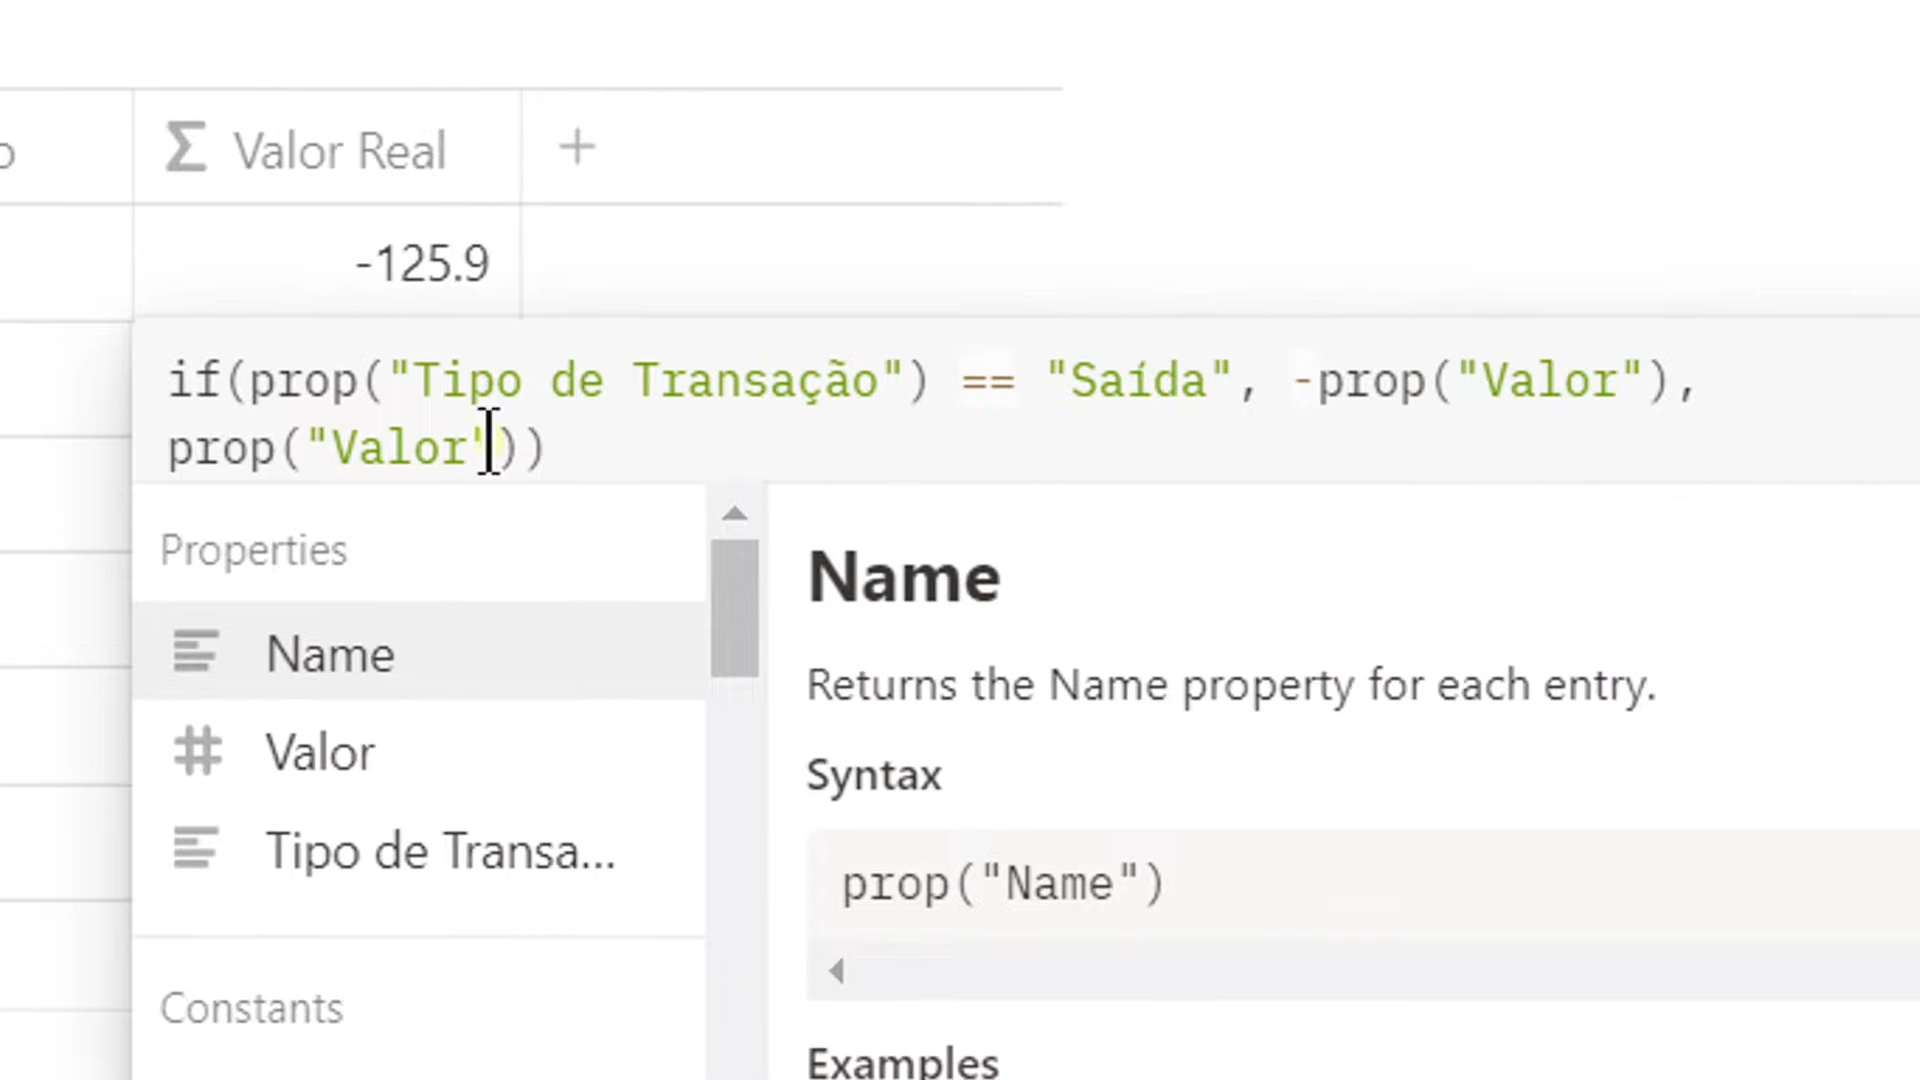 o Σ Valor Real +
-125.9
if(prop("Tipo de Transação") == "Saída", -prop("Valor"),
prop("Valor"))
Properties
Name
Valor
Tipo de Transa...
Constants
Name
Returns the Name property for each entry.
Syntax
prop("Name")
Examples